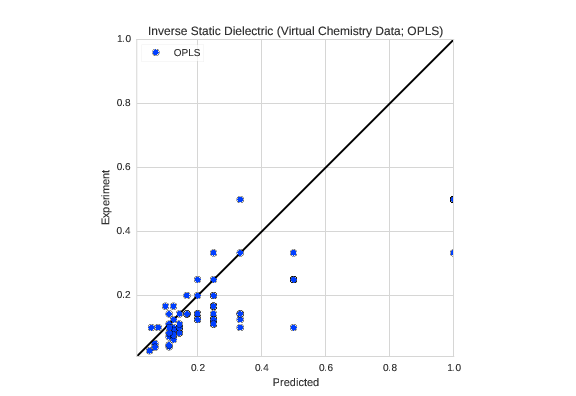 Inverse Static Dielectric (Virtual Chemistry Data; OPLS)
1.0
OPLS
0.8
0.6
Experiment
0.4
0.2
0.2 0.4 0.6 0.8 1.0
Predicted